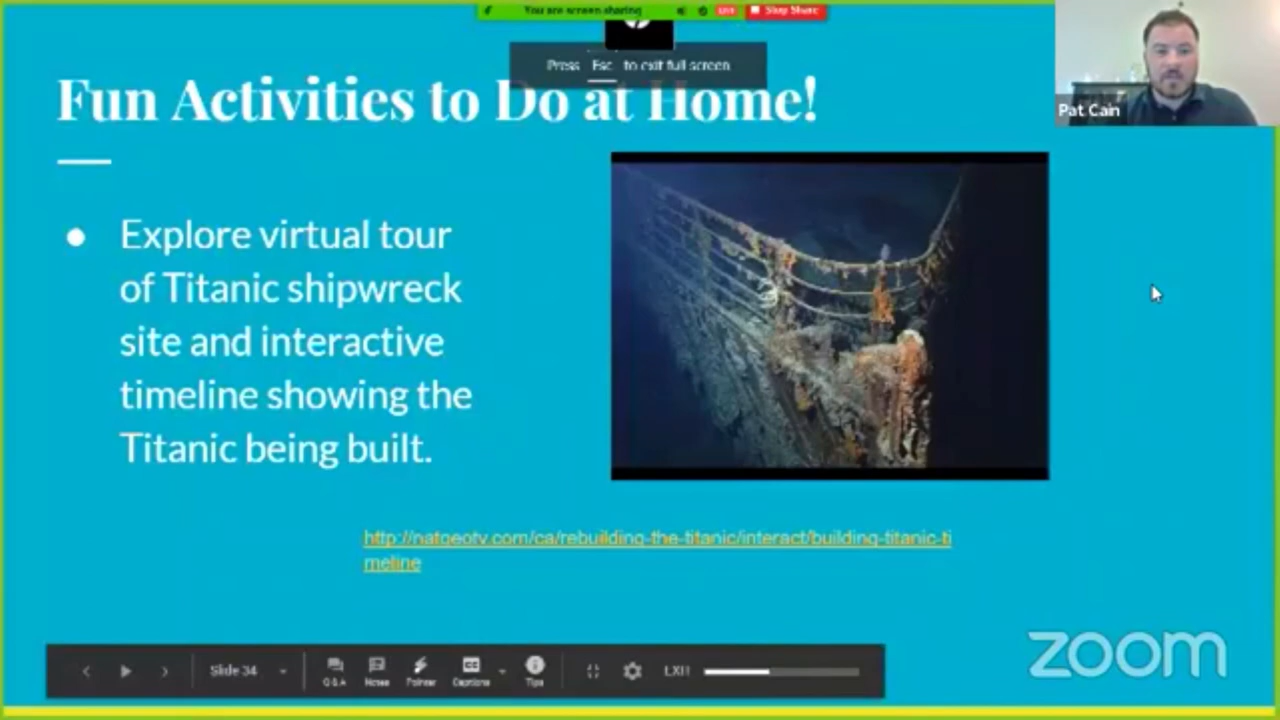 You are screen sharing
Stop Share
Press Esc to exit full screen
Fun Activities to Do at Home!
Pat Cain
Explore virtual tour
of Titanic shipwreck
site and interactive
timeline showing the
Titanic being built.
http://natgeotv.com/ca/rebuilding-the-titanic/interact/building-titanic-ti
meline
Slide 34
Q&A
Notes
Pointer
Captions
Tips
EXIT
zoom